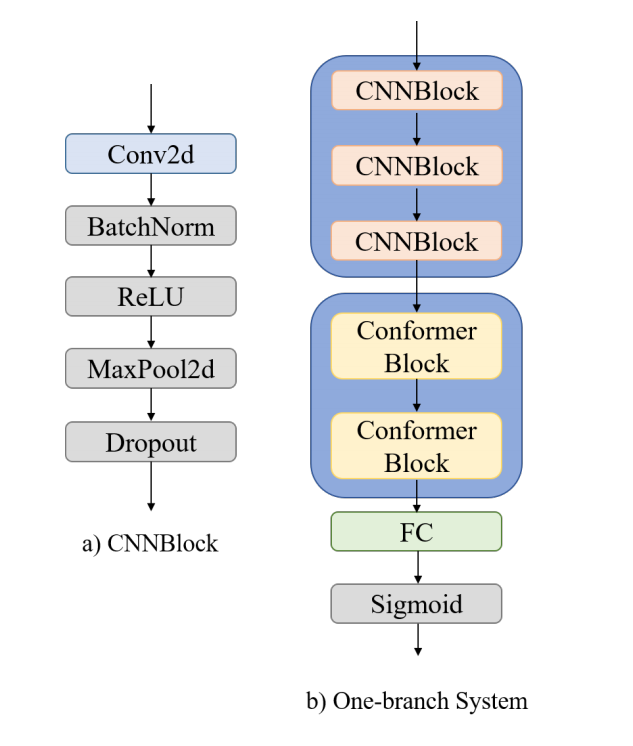 Conv2d
BatchNorm
ReLU
MaxPool2d
Dropout
a) CNNBlock
CNNBlock
CNNBlock
CNNBlock
Conformer
Block
Conformer
Block
FC
Sigmoid
b) One-branch System